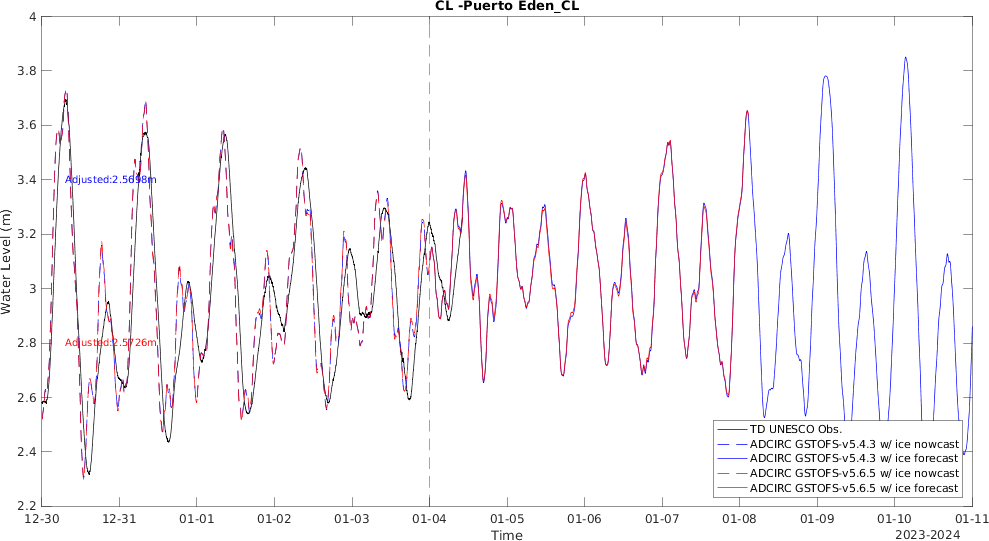 CL -Puerto Eden_CL
4
3.8
3.6
3.4
3.2
3
2.8
2.6
2.4
2.2
Water Level (m)
Adjusted:2.5698m
Adjusted:2.5726m
TD UNESCO Obs.
ADCIRC GSTOFS-v5.4.3 w/ ice nowcast
ADCIRC GSTOFS-v5.4.3 w/ ice forecast
ADCIRC GSTOFS-v5.6.5 w/ ice nowcast
ADCIRC GSTOFS-v5.6.5 w/ ice forecast
12-30 12-31 01-01 01-02 01-03 01-04 01-05 01-06 01-07 01-08 01-09 01-10 01-11
Time
2023-2024